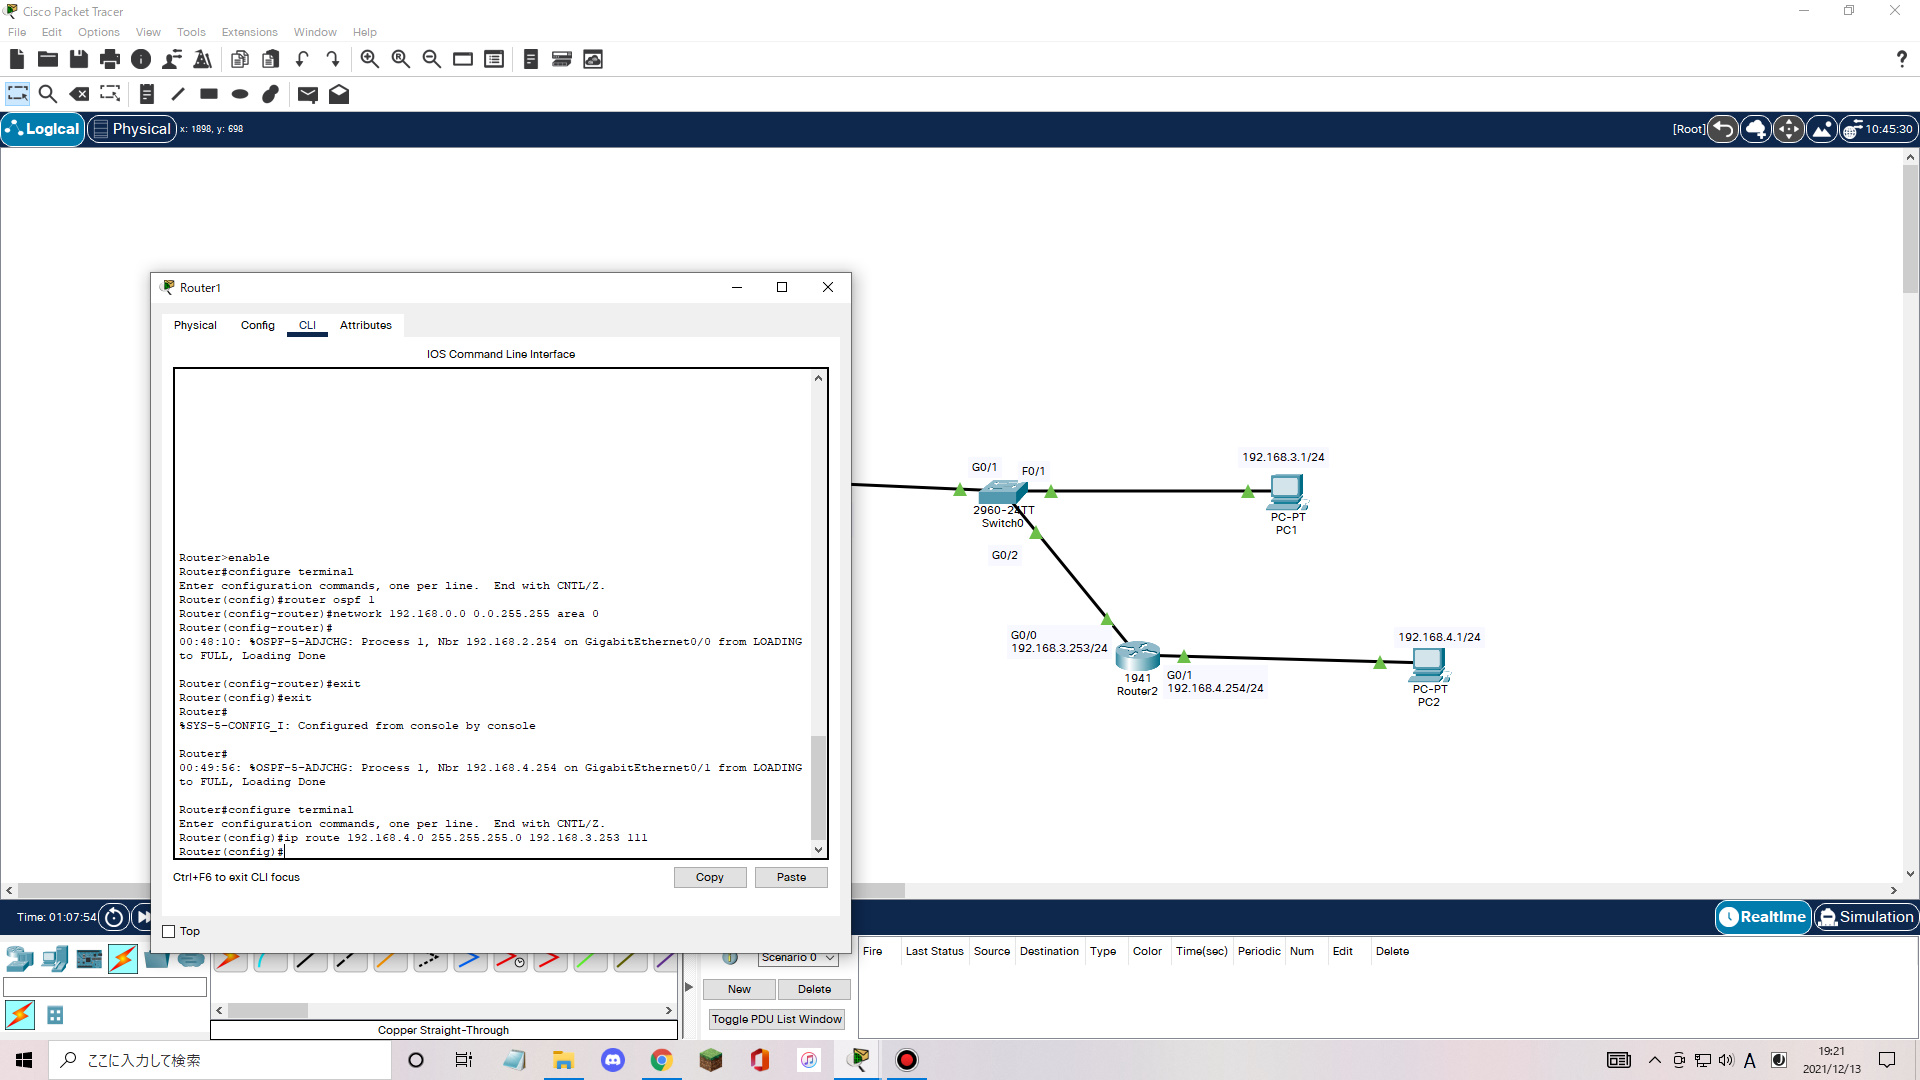 Cisco Packet Tracer
File Edit Options View Tools Extensions Window Help
Logical Physical x: 1898, y: 698
[Root] 10:45:30
Router1
Physical Config CLI Attributes
IOS Command Line Interface
Router>enable
Router#configure terminal
Enter configuration commands, one per line.  End with CNTL/Z.
Router(config)#router ospf 1
Router(config-router)#network 192.168.0.0 0.0.255.255 area 0
Router(config-router)#
00:48:10: %OSPF-5-ADJCHG: Process 1, Nbr 192.168.2.254 on GigabitEthernet0/0 from LOADING
to FULL, Loading Done
Router(config-router)#exit
Router(config)#exit
Router#
%SYS-5-CONFIG_I: Configured from console by console
Router#
00:49:56: %OSPF-5-ADJCHG: Process 1, Nbr 192.168.4.254 on GigabitEthernet0/1 from LOADING
to FULL, Loading Done
Router#configure terminal
Enter configuration commands, one per line.  End with CNTL/Z.
Router(config)#ip route 192.168.4.0 255.255.255.0 192.168.3.253 111
Router(config)#
Ctrl+F6 to exit CLI focus
Copy Paste
Top
G0/1
F0/1
2960-24TT
Switch0
G0/2
192.168.3.1/24
PC-PT
PC1
G0/0
192.168.3.253/24
1941
Router2
G0/1
192.168.4.254/24
192.168.4.1/24
PC-PT
PC2
Time: 01:07:54
Realtime Simulation
Scenario 0
New Delete
Toggle PDU List Window
Fire Last Status Source Destination Type Color Time(sec) Periodic Num Edit Delete
Copper Straight-Through
ここに入力して検索
A
19:21
2021/12/13